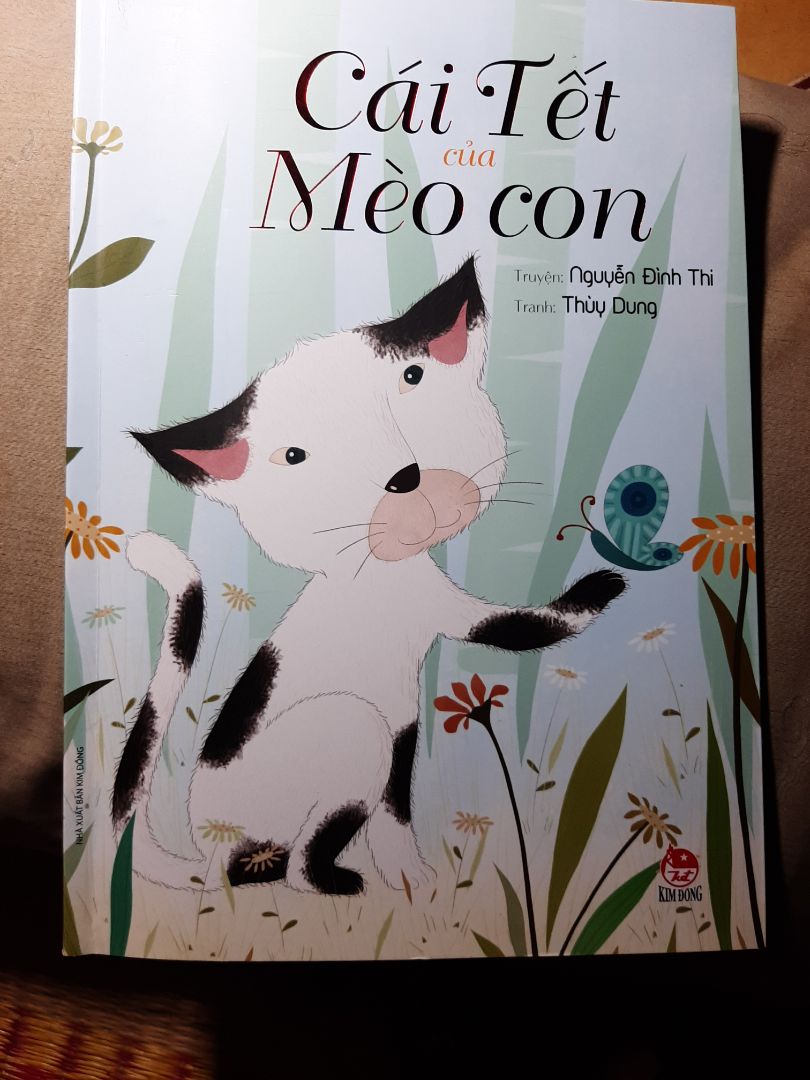 Cái Tết
của
Mèo con
Truyện: Nguyễn Đình Thi
Tranh: Thùy Dung
NHÀ XUẤT BẢN KIM ĐỒNG
KIM ĐỒNG